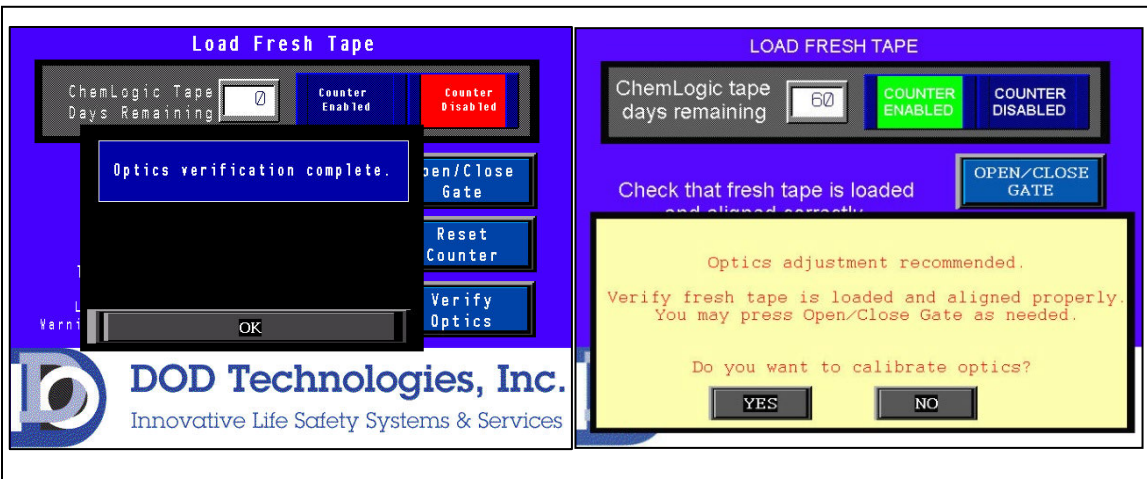 Load Fresh Tape
ChemLogic Tape
Days Remaining
0
Counter
Enabled
Counter
Disabled
Optics verification complete.
Open/Close
Gate
Reset
Counter
Verify
Optics
OK
DOD Technologies, Inc.
Innovative Life Safety Systems & Services
LOAD FRESH TAPE
ChemLogic tape
days remaining
60
COUNTER
ENABLED
COUNTER
DISABLED
Check that fresh tape is loaded
and aligned correctly
OPEN/CLOSE
GATE
Optics adjustment recommended.
Verify fresh tape is loaded and aligned properly.
You may press Open/Close Gate as needed.
Do you want to calibrate optics?
YES
NO